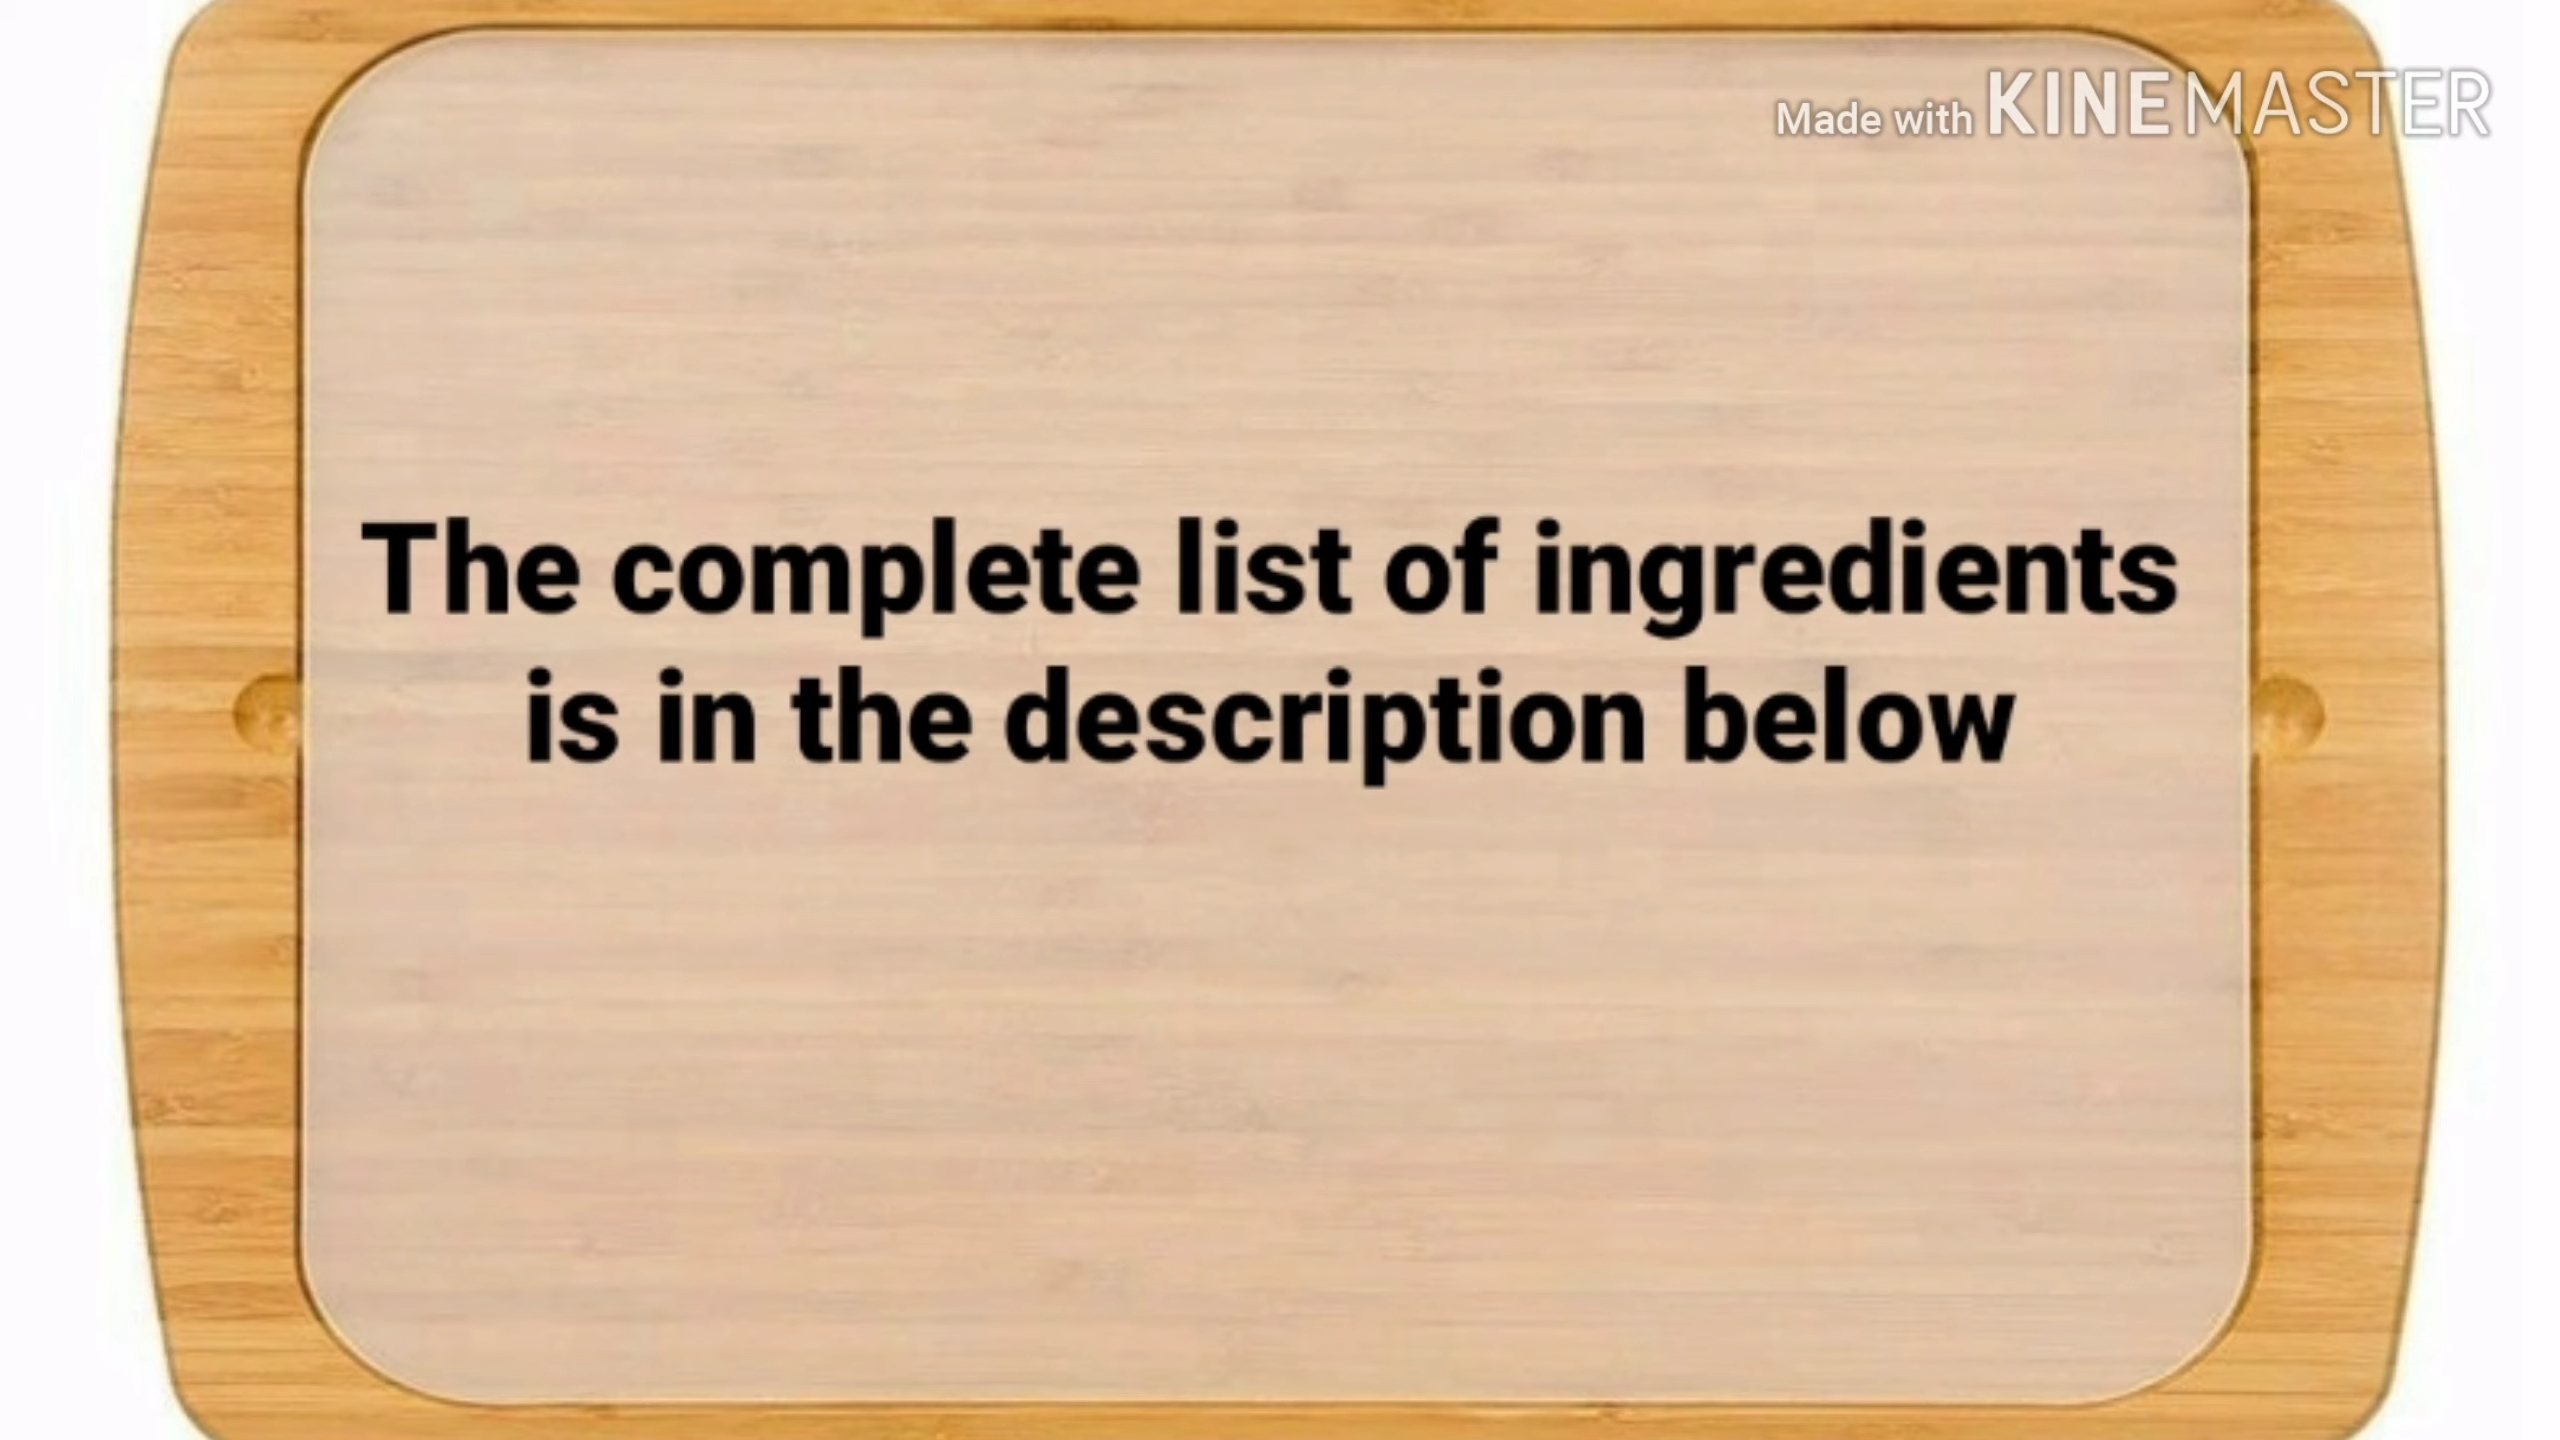 Made with KINEMASTER
The complete list of ingredients
is in the description below